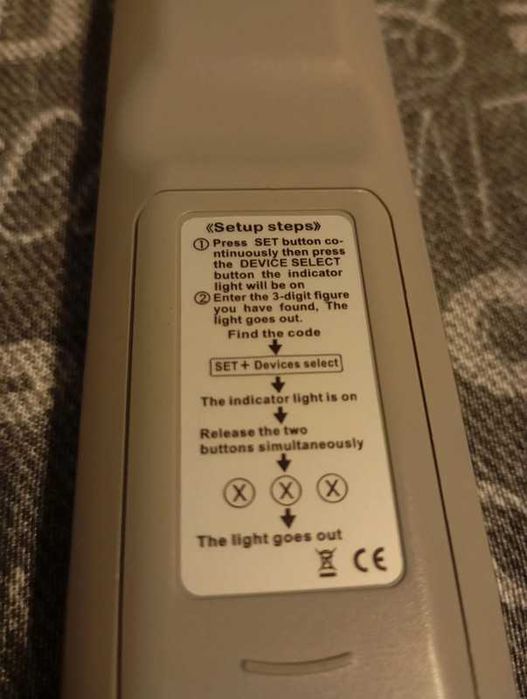 《Setup steps》
① Press SET button co-
ntinuously then press
the DEVICE SELECT
button the indicator
light will be on
② Enter the 3-digit figure
you have found, The
light goes out.
Find the code
SET + Devices select
The indicator light is on
Release the two
buttons simultaneously
X X X
The light goes out
CE